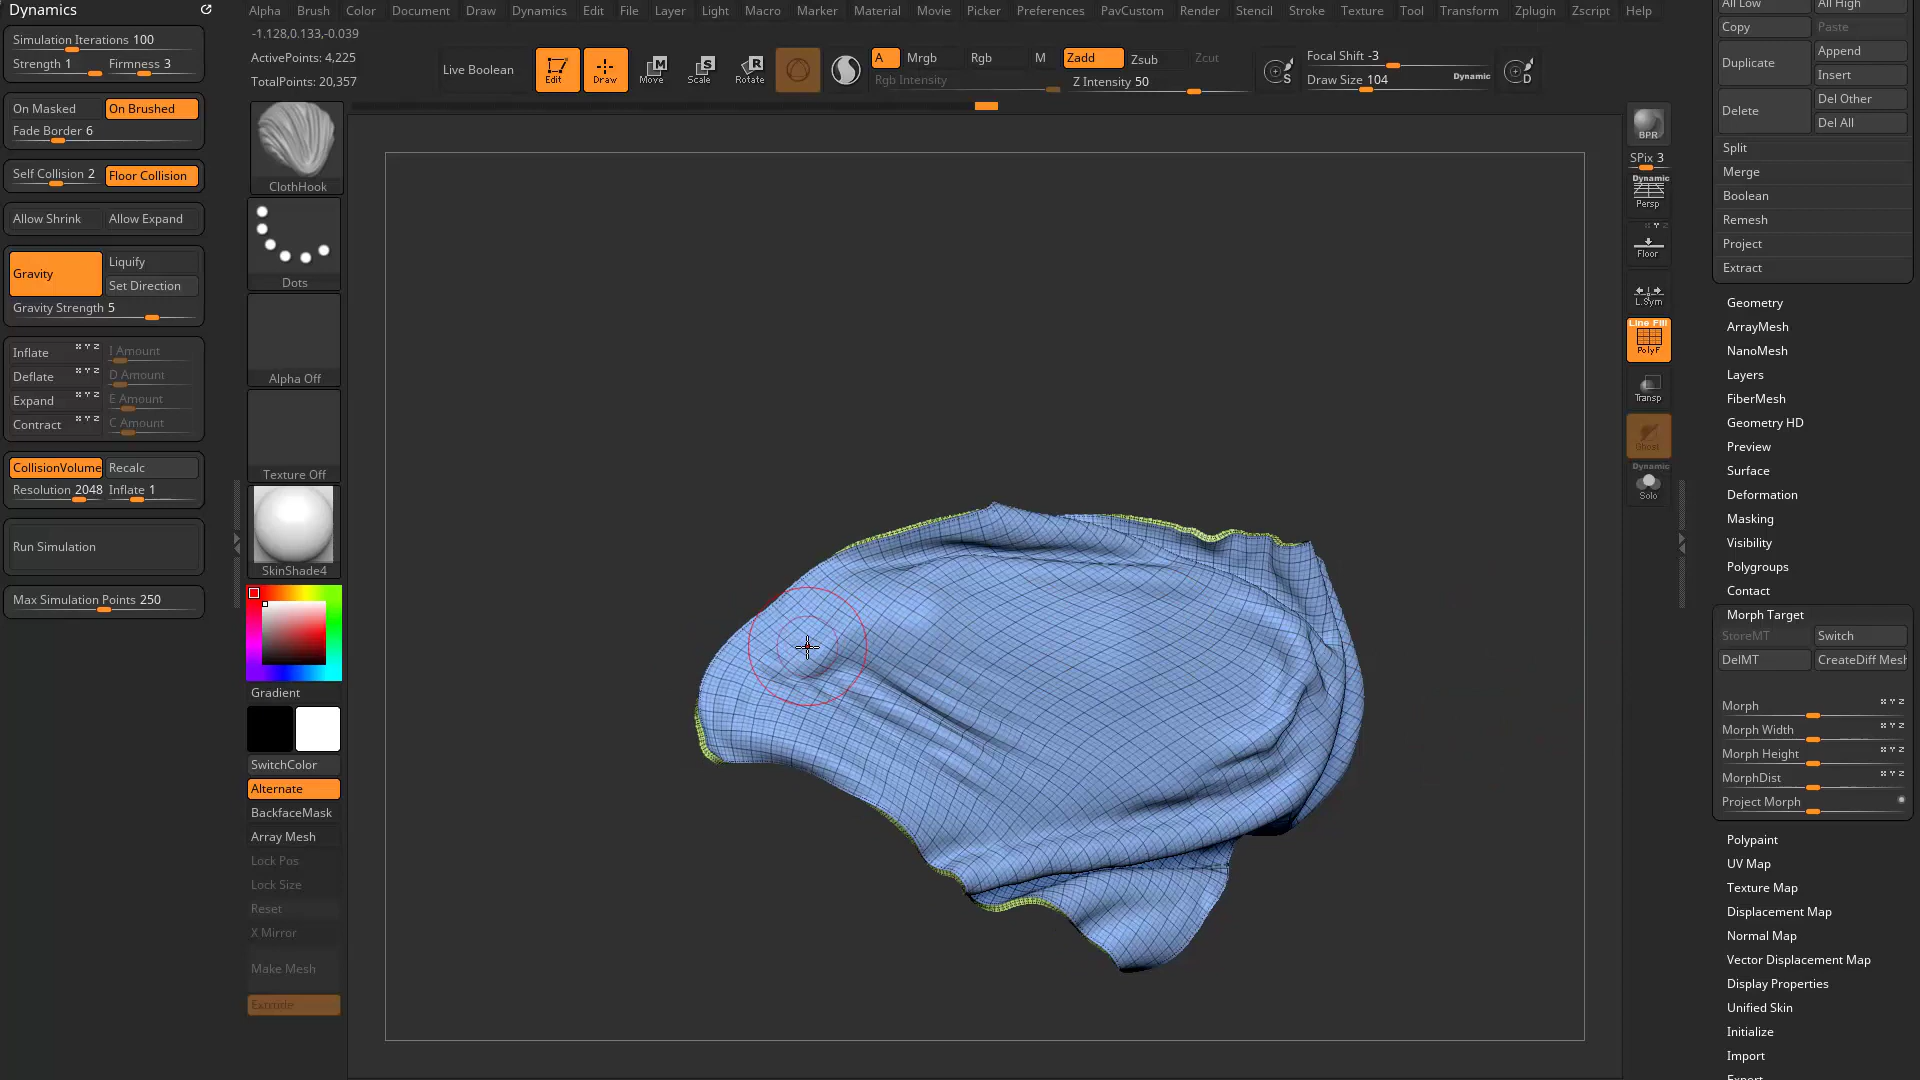 Dynamics
Simulation Iterations 100
Strength 1 Firmness 3
On Masked On Brushed
Fade Border 6
Self Collision 2 Floor Collision
Allow Shrink Allow Expand
Gravity Liquify
Set Direction
Gravity Strength 5
Inflate x y z I Amount
Deflate x y z D Amount
Expand x y z E Amount
Contract x y z C Amount
CollisionVolume Recalc
Resolution 2048 Inflate 1
Run Simulation
Max Simulation Points 250
Alpha Brush Color Document Draw Dynamics Edit File Layer Light Macro Marker Material Movie Picker Preferences PavCustom Render Stencil Stroke Texture Tool Transform Zplugin Zscript Help
-1.128,0.133,-0.039
ActivePoints: 4,225
TotalPoints: 20,357
Live Boolean
Edit
Draw
M
Move
S
Scale
R
Rotate
A Mrgb Rgb M
Rgb Intensity
Zadd Zsub Zcut
Z Intensity 50
S
Focal Shift -3
Draw Size 104 Dynamic
D
ClothHook
Dots
Alpha Off
Texture Off
SkinShade4
Gradient
SwitchColor
Alternate
BackfaceMask
Array Mesh
Lock Pos
Lock Size
Reset
X Mirror
Make Mesh
Extrude
BPR
SPix 3
Dynamic
Persp
x y z
Floor
L.Sym
Line Fill
PolyF
Transp
Ghost
Dynamic
Solo
All Low All High
Copy Paste
Duplicate Append
Insert
Delete Del Other
Del All
Split
Merge
Boolean
Remesh
Project
Extract
Geometry
ArrayMesh
NanoMesh
Layers
FiberMesh
Geometry HD
Preview
Surface
Deformation
Masking
Visibility
Polygroups
Contact
Morph Target
StoreMT Switch
DelMT CreateDiff Mesh
Morph x y z
Morph Width x y z
Morph Height x y z
MorphDist x y z
Project Morph
Polypaint
UV Map
Texture Map
Displacement Map
Normal Map
Vector Displacement Map
Display Properties
Unified Skin
Initialize
Import
Export